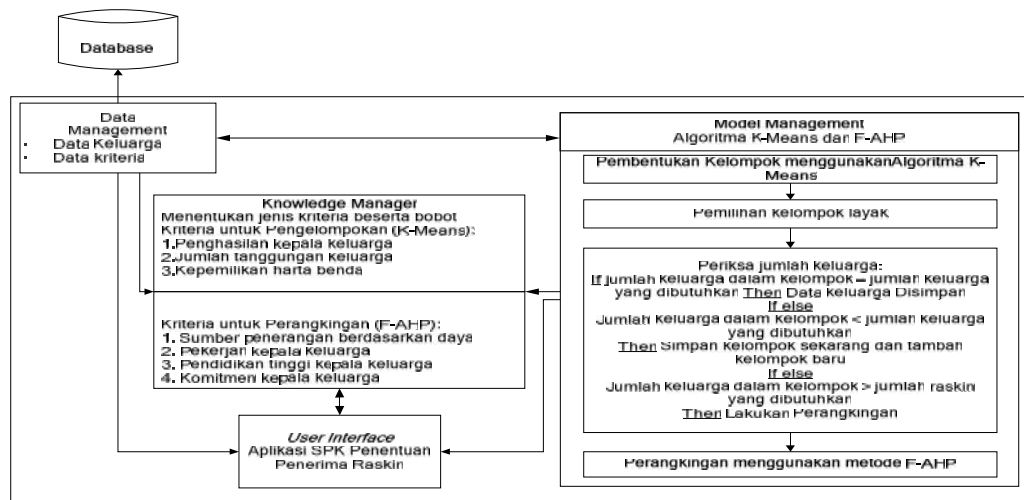 Database
Data
Management
· Data Keluarga
· Data kriteria
Model Management
Algoritma K-Means dan F-AHP
Pembentukan Kelompok menggunakanAlgoritma K-
Means
Pemilihan kelompok layak
Periksa jumlah keluarga:
If jumlah keluarga dalam kelompok = jumlah keluarga
yang dibutuhkan Then Data keluarga Disimpan
If else
Jumlah keluarga dalam kelompok < jumlah keluarga
yang dibutuhkan
Then Simpan kelompok sekarang dan tambah
kelompok baru
If else
Jumlah keluarga dalam kelompok > jumlah raskin
yang dibutuhkan
Then Lakukan Perangkingan
Perangkingan menggunakan metode F-AHP
Knowledge Manager
Menentukan jenis kriteria beserta bobot
Kriteria untuk Pengelompokan (K-Means):
1.Penghasilan kepala keluarga
2.Jumlah tanggungan keluarga
3.Kepemilikan harta benda
Kriteria untuk Perangkingan (F-AHP):
1. Sumber penerangan berdasarkan daya
2. Pekerjan kepala keluarga
3. Pendidikan tinggi kepala keluarga
4. Komitmen kepala keluarga
User Interface
Aplikasi SPK Penentuan
Penerima Raskin